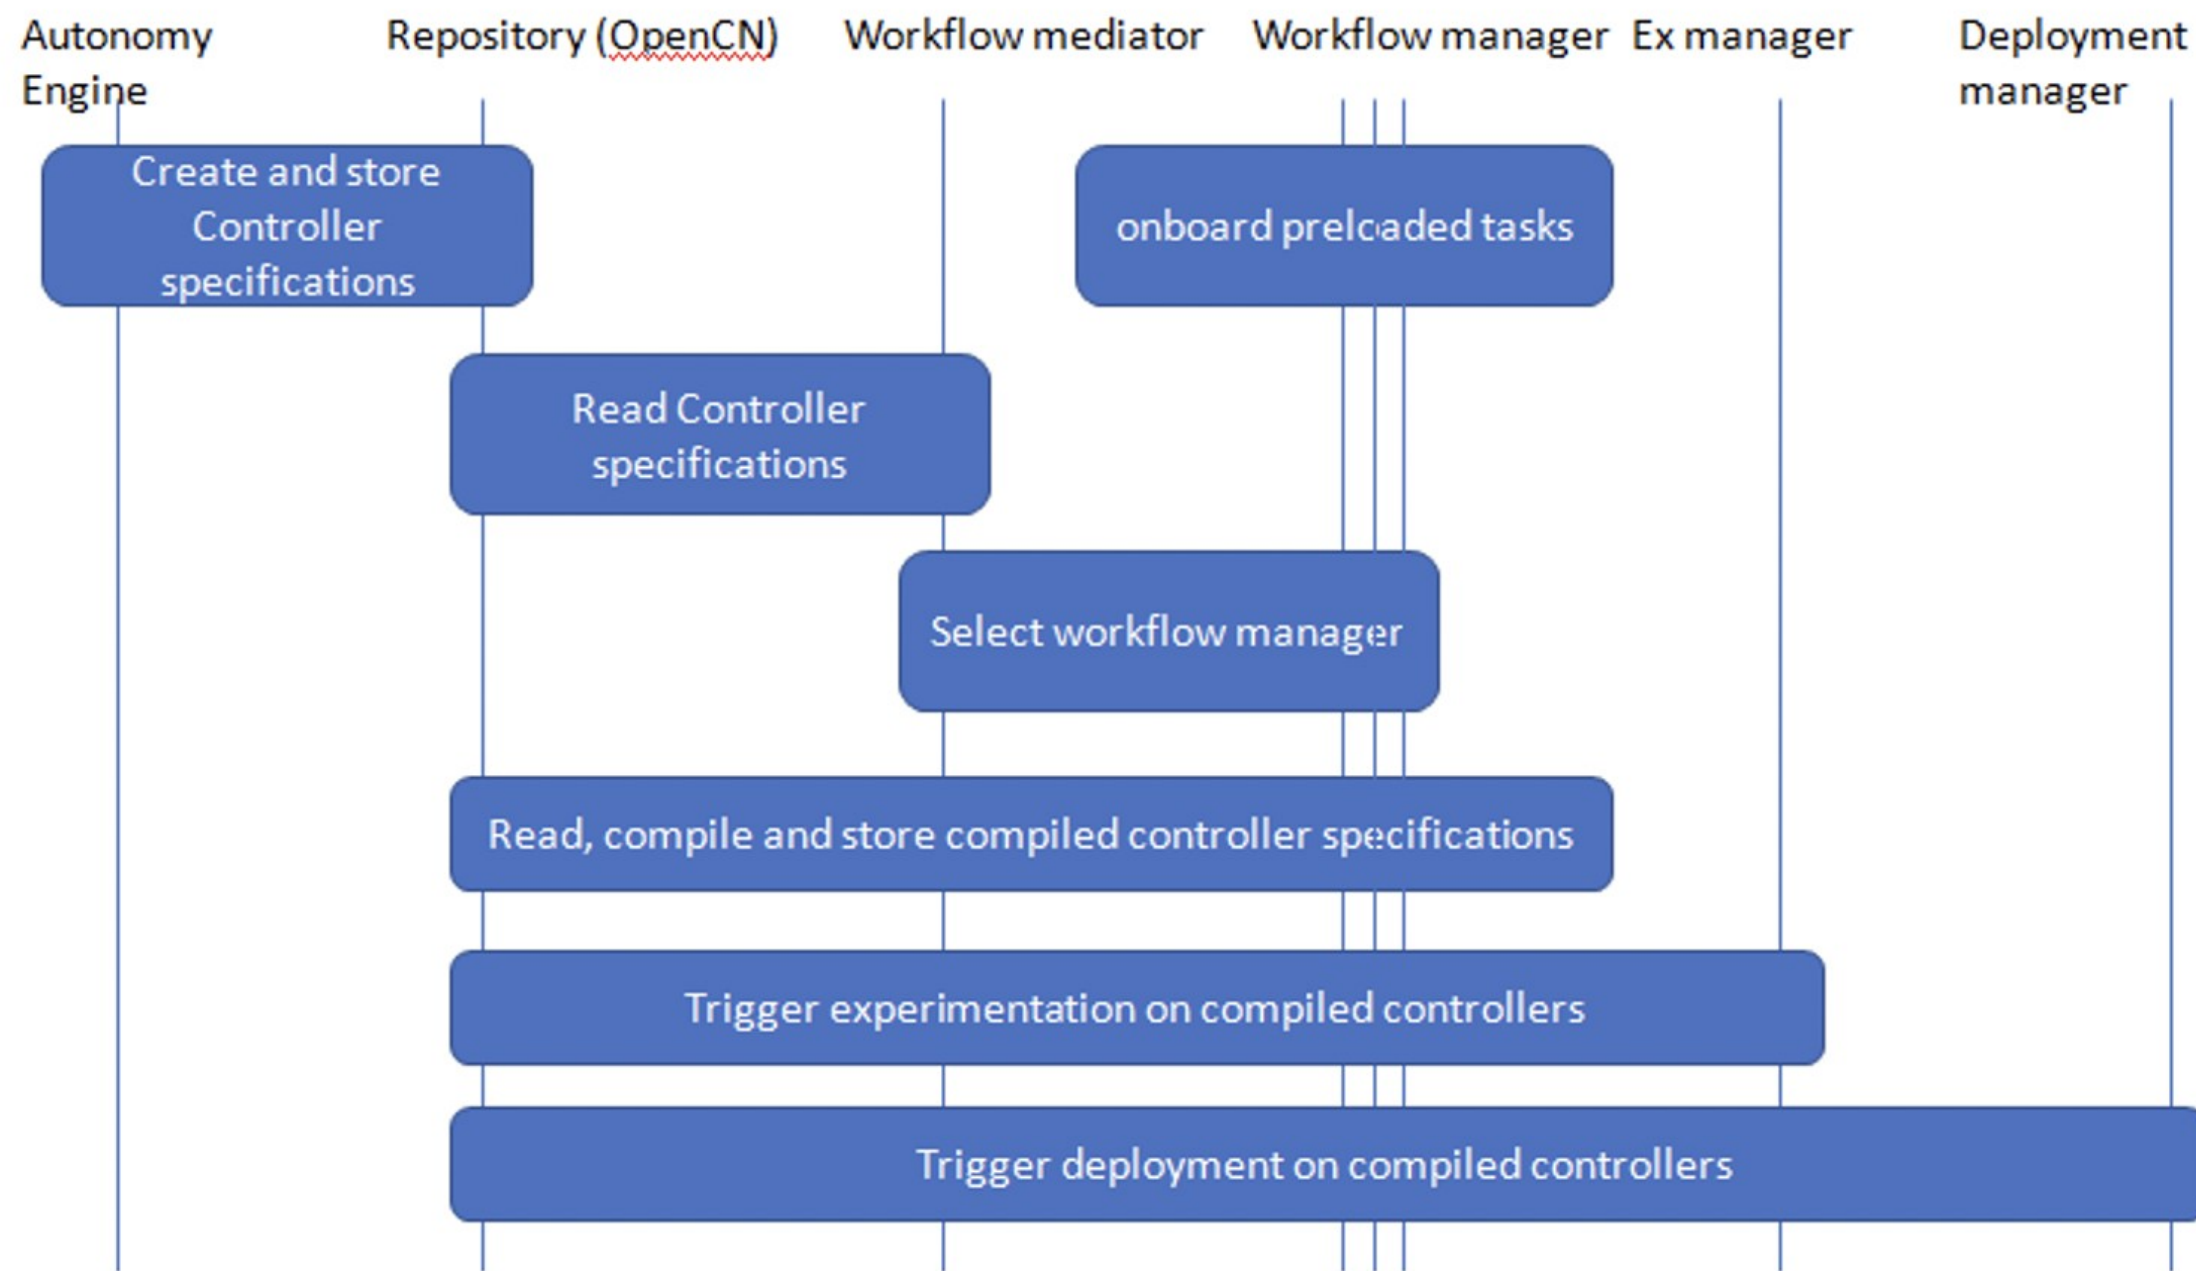 Autonomy
Engine
Repository (OpenCN)
Workflow mediator
Workflow manager
Ex manager
Deployment
manager
Create and store
Controller
specifications
onboard preloaded tasks
Read Controller
specifications
Select workflow manager
Read, compile and store compiled controller specifications
Trigger experimentation on compiled controllers
Trigger deployment on compiled controllers